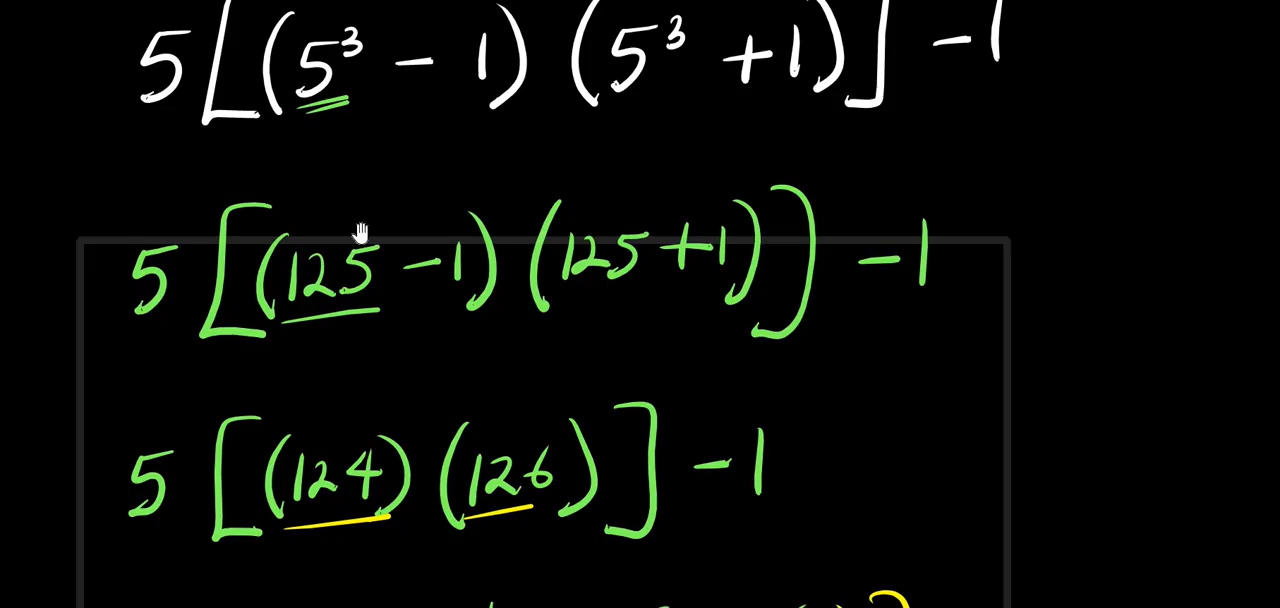 5[(5³ - 1) (5³ + 1)] - 1
5[(125 - 1) (125 + 1)] - 1
5[(124) (126)] - 1